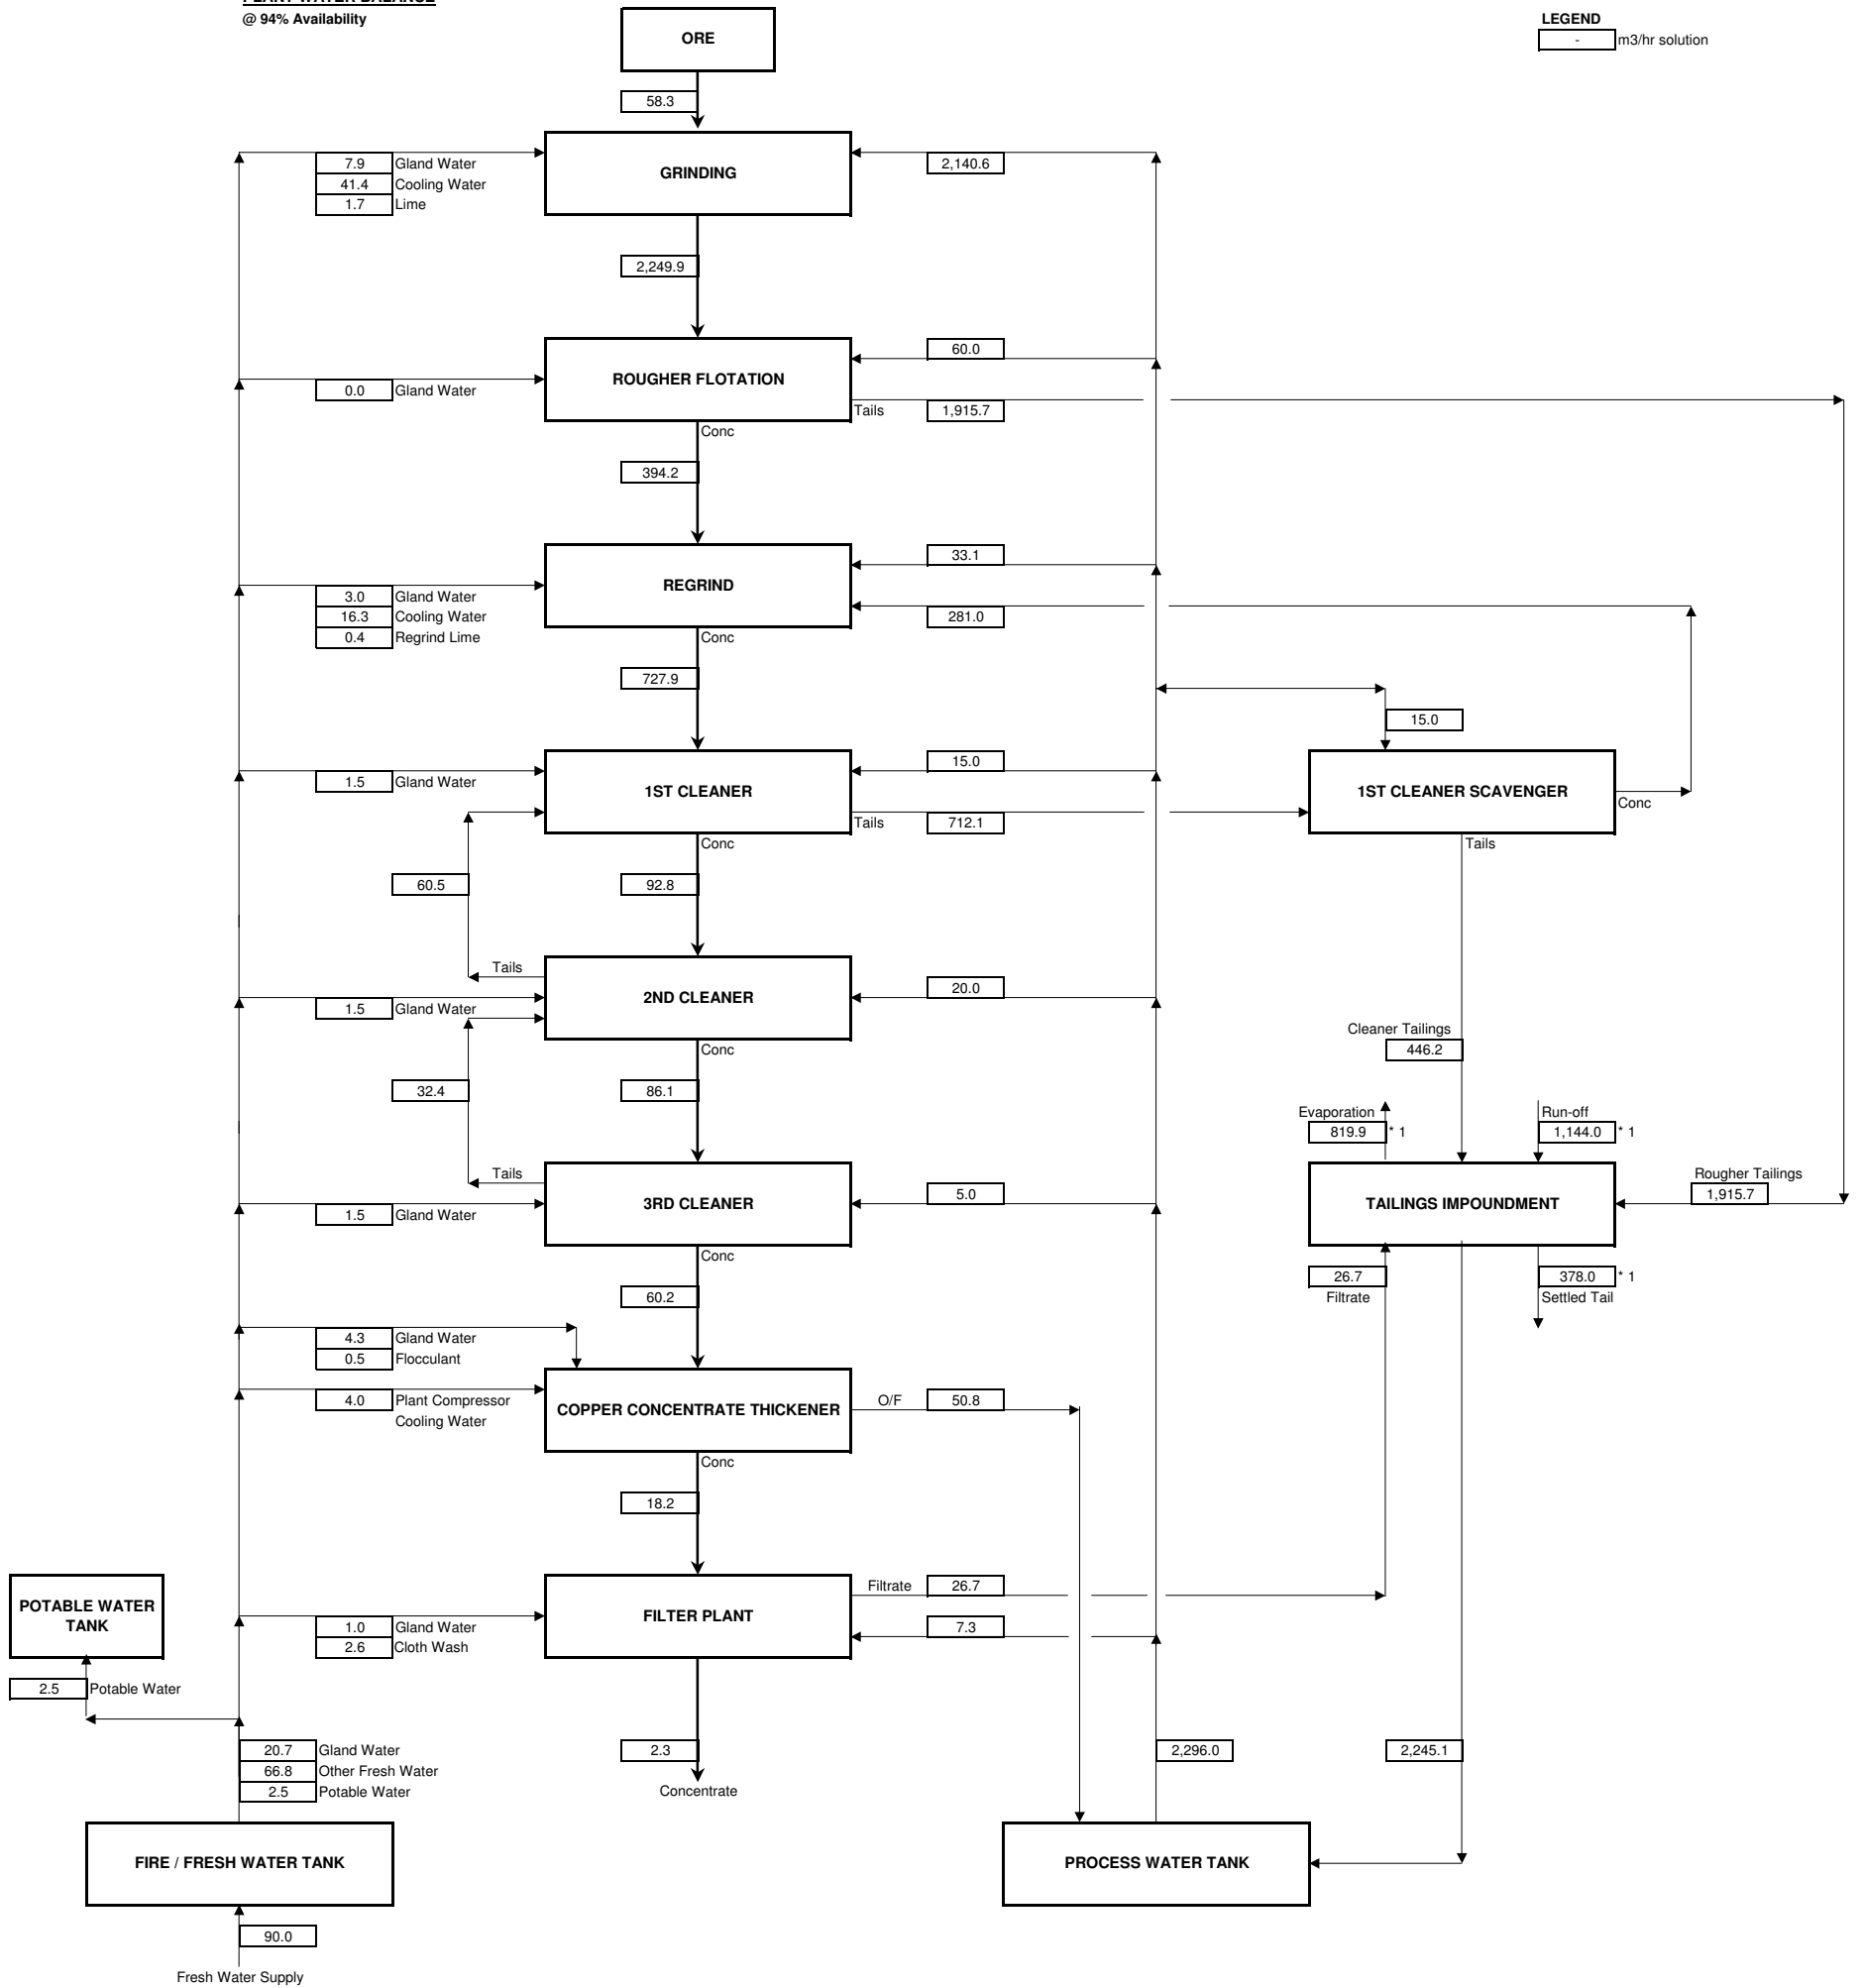 PLANT WATER BALANCE
@ 94% Availability
LEGEND
- m3/hr solution
ORE
58.3
7.9 Gland Water
41.4 Cooling Water
1.7 Lime
GRINDING
2,140.6
2,249.9
0.0 Gland Water
ROUGHER FLOTATION
60.0
Tails 1,915.7
Conc
394.2
3.0 Gland Water
16.3 Cooling Water
0.4 Regrind Lime
REGRIND
33.1
281.0
Conc
727.9
15.0
1.5 Gland Water
1ST CLEANER
15.0
Tails 712.1
1ST CLEANER SCAVENGER
Conc
Tails
Conc
60.5
92.8
Tails
1.5 Gland Water
2ND CLEANER
20.0
Conc
Cleaner Tailings
446.2
32.4
86.1
Evaporation
819.9 * 1
Run-off
1,144.0 * 1
Tails
1.5 Gland Water
3RD CLEANER
5.0
TAILINGS IMPOUNDMENT
Rougher Tailings
1,915.7
Conc
60.2
26.7
Filtrate
378.0 * 1
Settled Tail
4.3 Gland Water
0.5 Flocculant
4.0 Plant Compressor
Cooling Water
COPPER CONCENTRATE THICKENER
O/F 50.8
Conc
18.2
POTABLE WATER
TANK
1.0 Gland Water
2.6 Cloth Wash
FILTER PLANT
Filtrate 26.7
7.3
2.5 Potable Water
20.7 Gland Water
66.8 Other Fresh Water
2.5 Potable Water
2.3
Concentrate
2,296.0
2,245.1
FIRE / FRESH WATER TANK
PROCESS WATER TANK
90.0
Fresh Water Supply